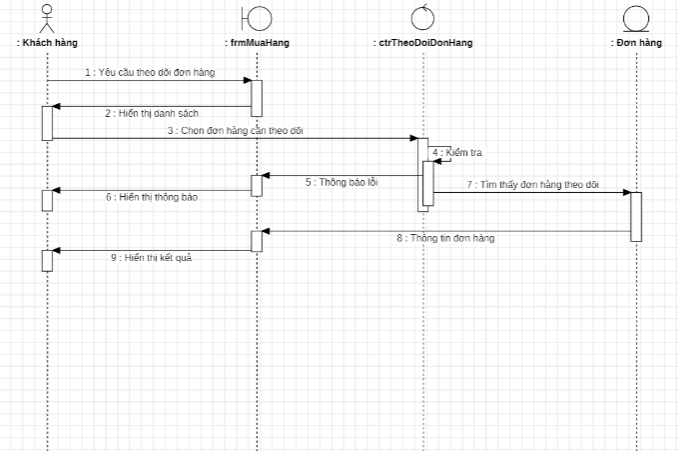 : Khách hàng
: frmMuaHang
: ctrTheoDoiDonHang
: Đơn hàng
1 : Yêu cầu theo dõi đơn hàng
2 : Hiển thị danh sách
3 : Chọn đơn hàng cần theo dõi
4 : Kiểm tra
5 : Thông báo lỗi
7 : Tìm thấy đơn hàng theo dõi
6 : Hiển thị thông báo
8 : Thông tin đơn hàng
9 : Hiển thị kết quả